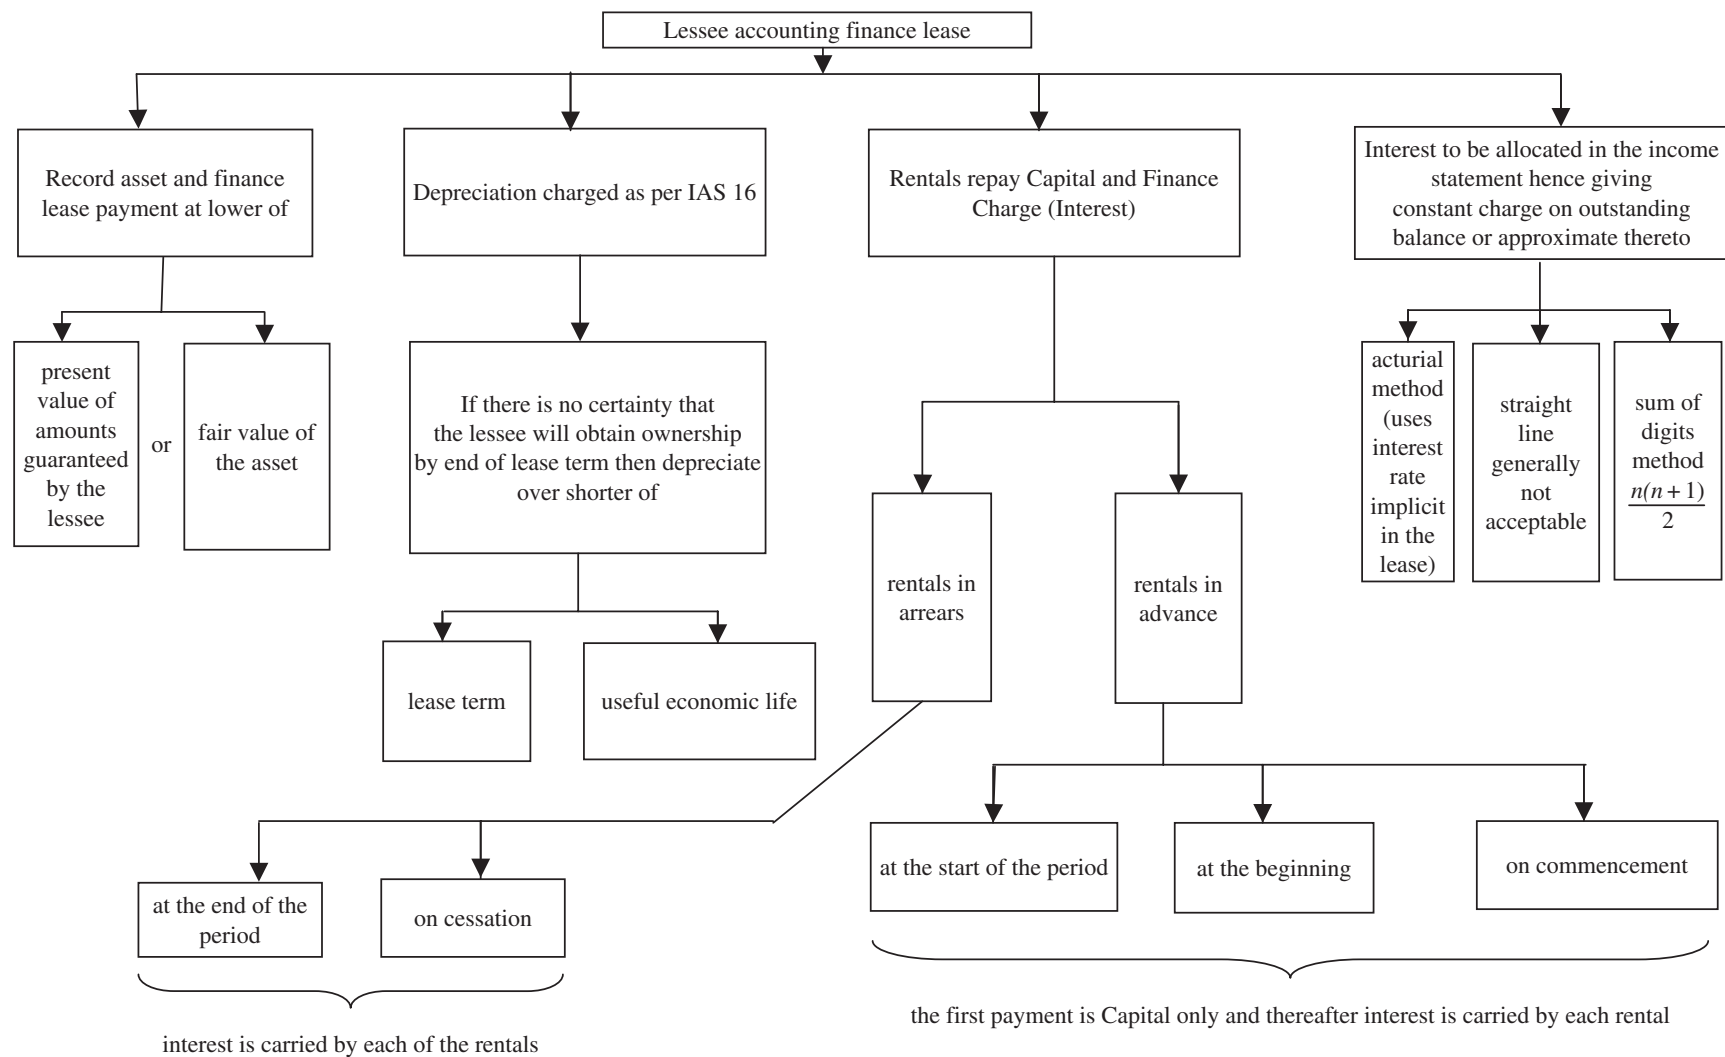 Lessee accounting finance lease
Record asset and finance
lease payment at lower of
Depreciation charged as per IAS 16
Rentals repay Capital and Finance
Charge (Interest)
Interest to be allocated in the income
statement hence giving
constant charge on outstanding
balance or approximate thereto
present
value of
amounts
guaranteed
by the
lessee
or
fair value of
the asset
If there is no certainty that
the lessee will obtain ownership
by end of lease term then depreciate
over shorter of
acturial
method
(uses
interest
rate
implicit
in the
lease)
straight
line
generally
not
acceptable
sum of
digits
method
n(n + 1)
2
rentals in
arrears
rentals in
advance
lease term
useful economic life
at the end of the
period
on cessation
at the start of the period
at the beginning
on commencement
interest is carried by each of the rentals
the first payment is Capital only and thereafter interest is carried by each rental